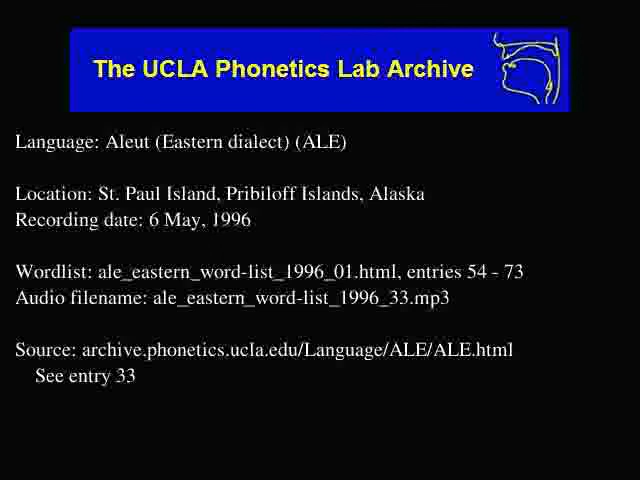 The UCLA Phonetics Lab Archive
Language: Aleut (Eastern dialect) (ALE)
Location: St. Paul Island, Pribiloff Islands, Alaska
Recording date: 6 May, 1996
Wordlist: ale_eastern_word-list_1996_01.html, entries 54 - 73
Audio filename: ale_eastern_word-list_1996_33.mp3
Source: archive.phonetics.ucla.edu/Language/ALE/ALE.html
See entry 33